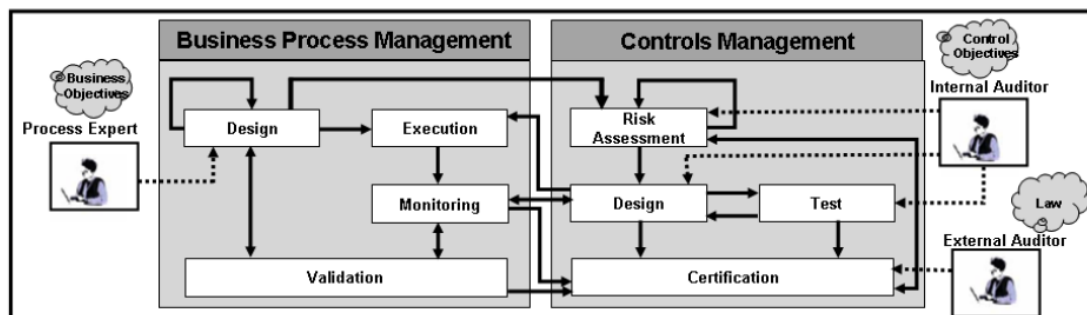 Business Process Management
Controls Management
Control
Objectives
Internal Auditor
Business
Objectives
Process Expert
Design
Execution
Risk
Assessment
Monitoring
Design
Test
Law
External Auditor
Validation
Certification